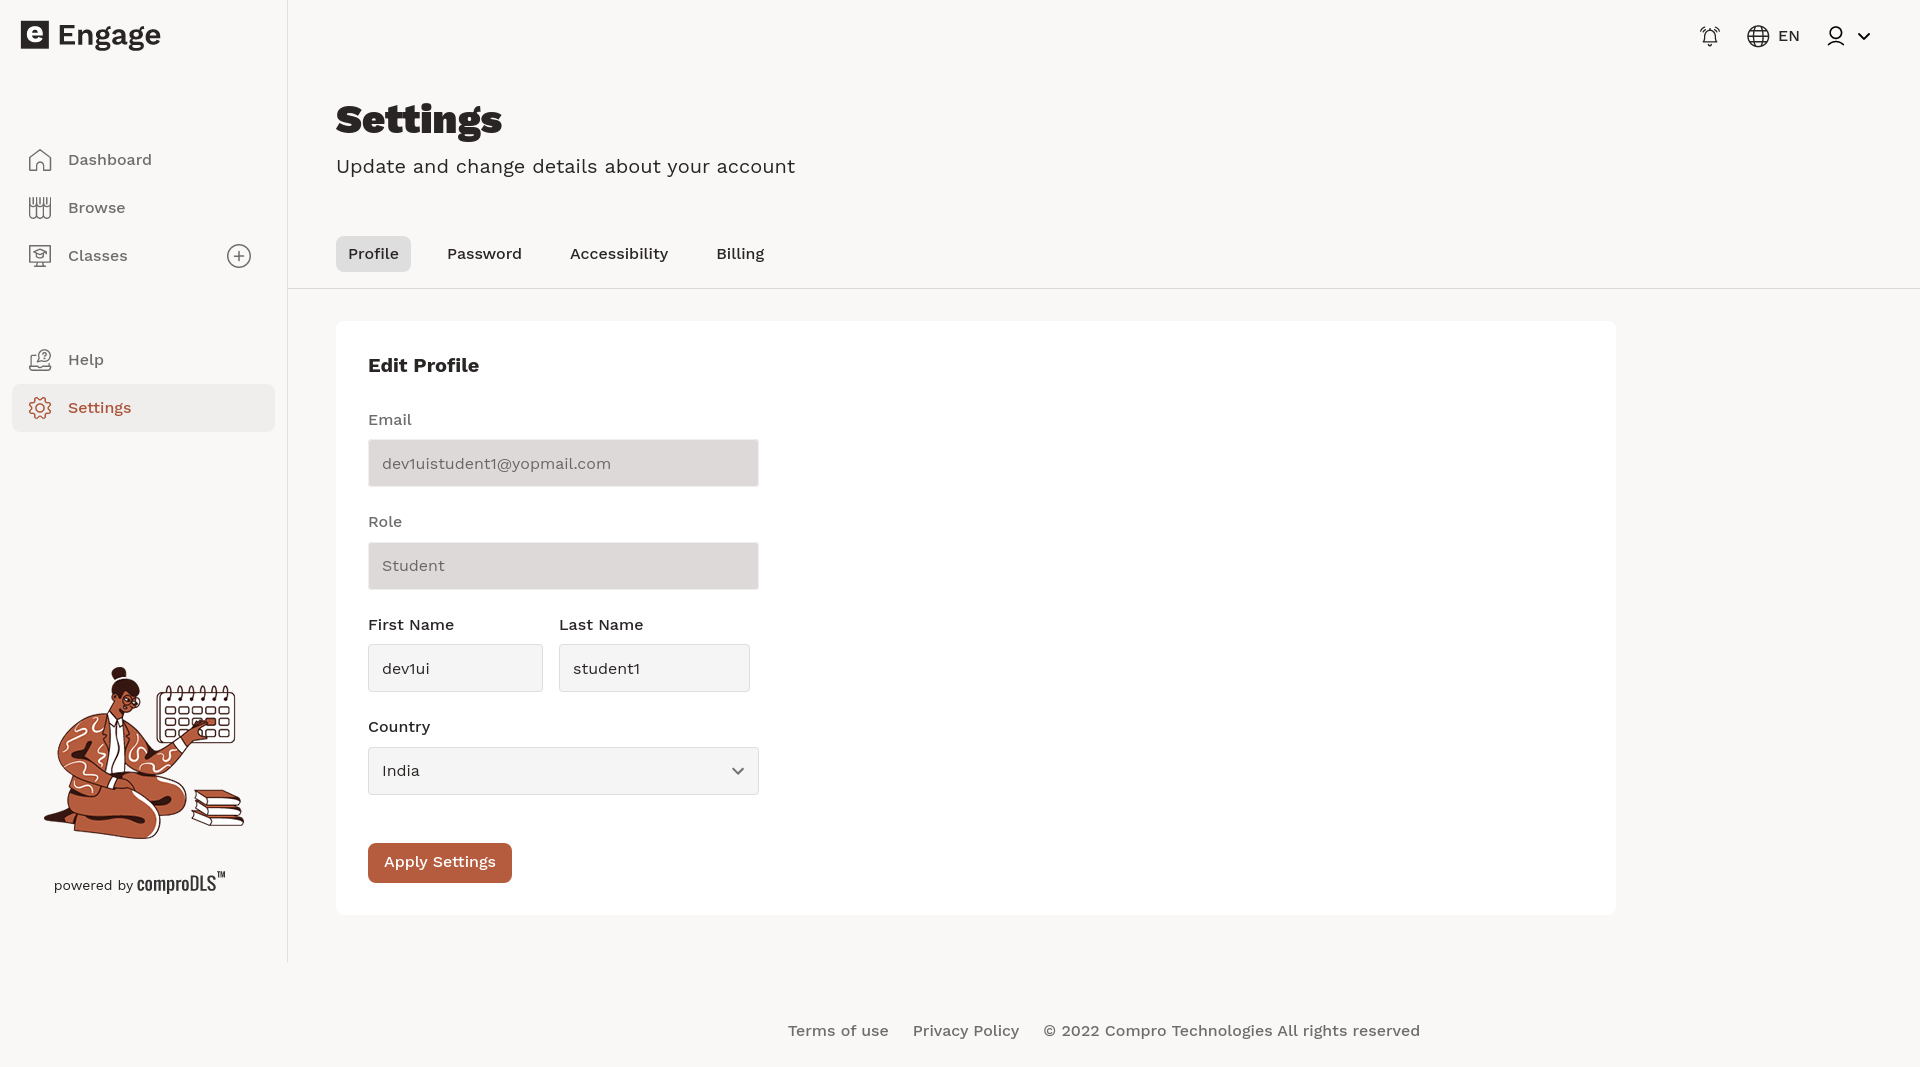 e Engage
EN
Dashboard
Browse
Classes
Help
Settings
powered by comproDLS™
Settings
Update and change details about your account
Profile Password Accessibility Billing
Edit Profile
Email
dev1uistudent1@yopmail.com
Role
Student
First Name Last Name
dev1ui student1
Country
India
Apply Settings
Terms of use Privacy Policy © 2022 Compro Technologies All rights reserved